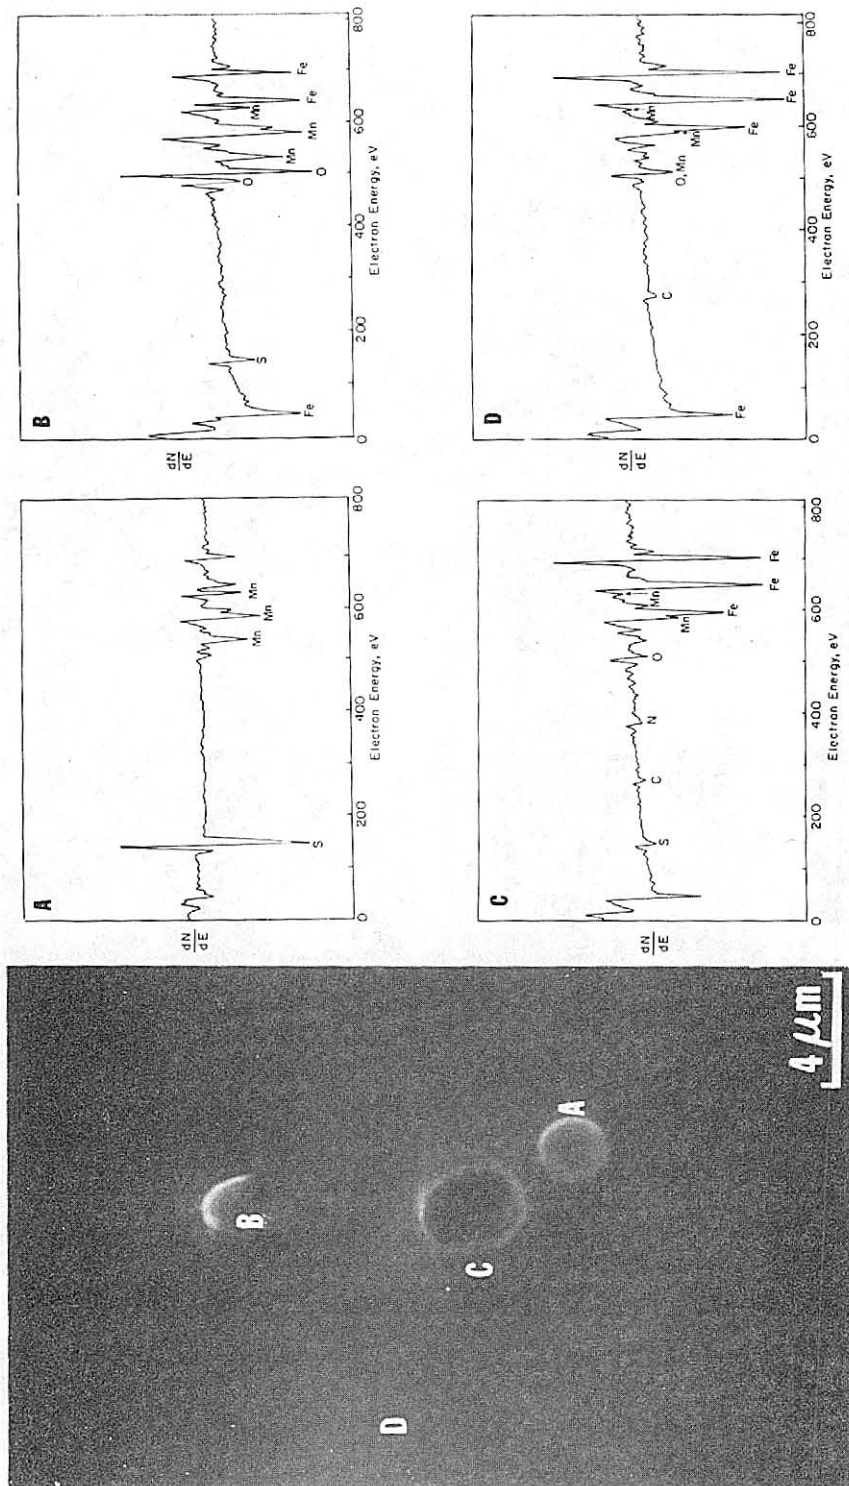 A
dN
dE
S
Mn
Mn
Mn
0
200
400
600
800
Electron Energy, eV
B
dN
dE
Fe
S
O
O
Mn
Mn
Mn
Fe
Fe
0
200
400
600
800
Electron Energy, eV
C
dN
dE
S
C
N
O
Mn
Fe
Mn
Fe
Fe
0
200
400
600
800
Electron Energy, eV
D
dN
dE
Fe
C
O, Mn
Mn
Fe
Mn
Fe
Fe
0
200
400
600
800
Electron Energy, eV
B
D
C
A
4 μm